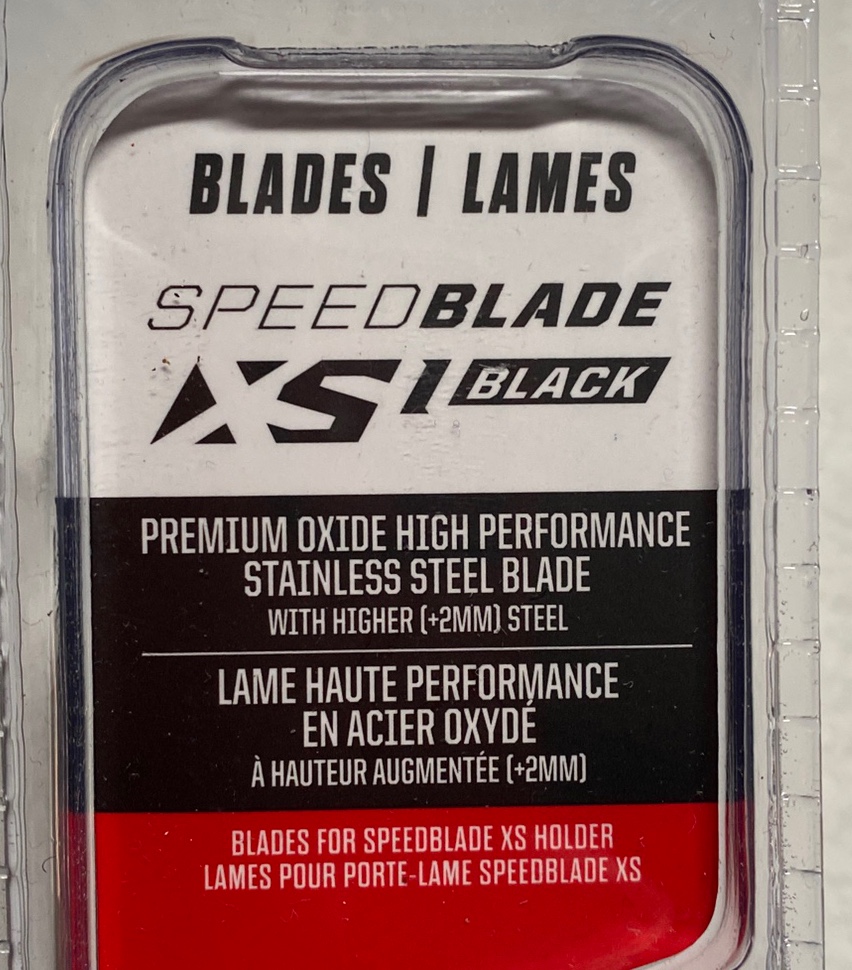 BLADES | LAMES
SPEEDBLADE
XS1 BLACK
PREMIUM OXIDE HIGH PERFORMANCE
STAINLESS STEEL BLADE
WITH HIGHER (+2MM) STEEL
LAME HAUTE PERFORMANCE
EN ACIER OXYDÉ
À HAUTEUR AUGMENTÉE (+2MM)
BLADES FOR SPEEDBLADE XS HOLDER
LAMES POUR PORTE-LAME SPEEDBLADE XS